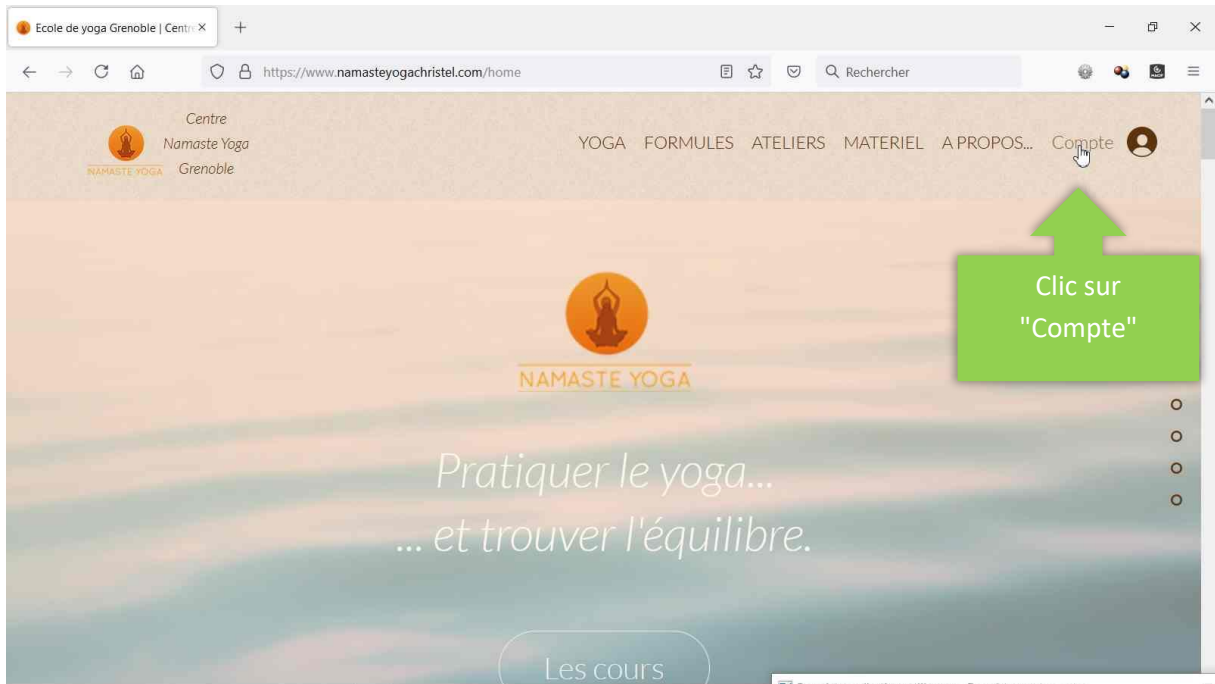 Ecole de yoga Grenoble | Centr
https://www.namasteyogachristel.com/home
Rechercher
Centre
Namaste Yoga
Grenoble
NAMASTE YOGA
YOGA FORMULES ATELIERS MATERIEL A PROPOS... Compte
Clic sur
"Compte"
NAMASTE YOGA
Pratiquer le yoga...
... et trouver l'équilibre.
Les cours